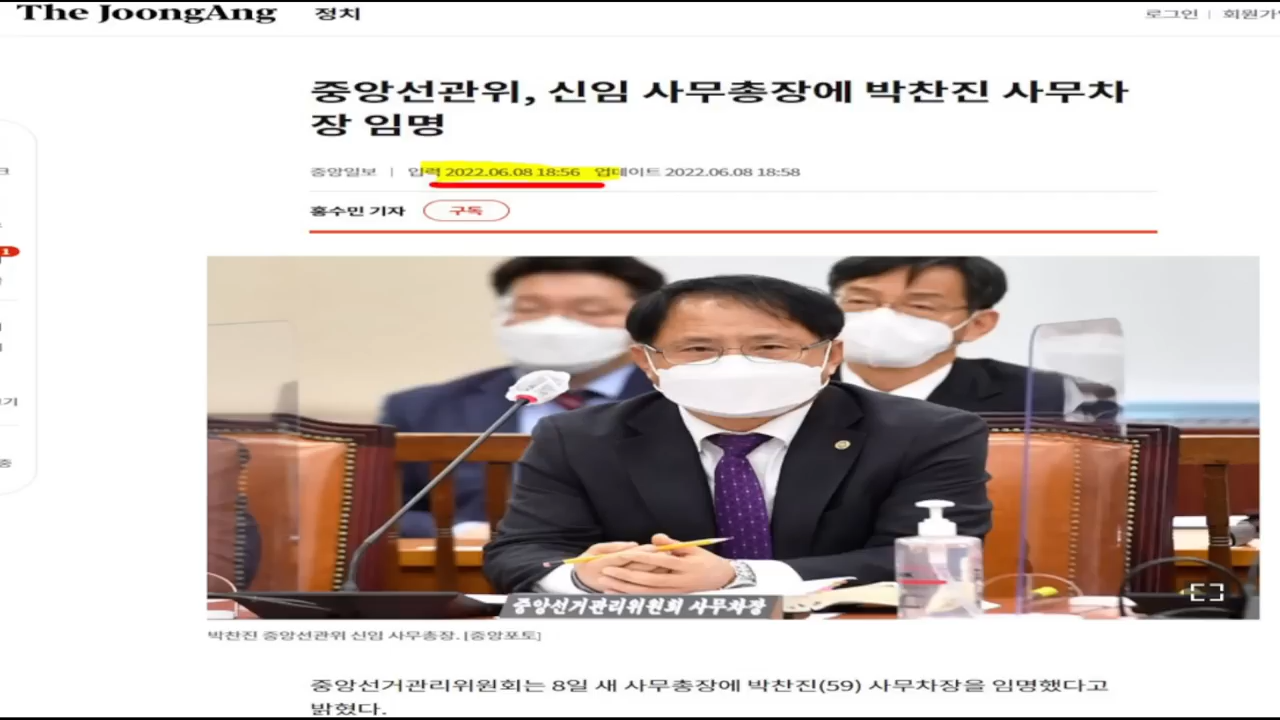 The JoongAng 정치 로그인 | 회원가입
중앙선관위, 신임 사무총장에 박찬진 사무차
장 임명
중앙일보 | 입력 2022.06.08 18:56 업데이트 2022.06.08 18:58
홍수민 기자 구독
1
중앙선거관리위원회 사무차장
박찬진 중앙선관위 신임 사무총장. [중앙포토]
중앙선거관리위원회는 8일 새 사무총장에 박찬진(59) 사무차장을 임명했다고
밝혔다.